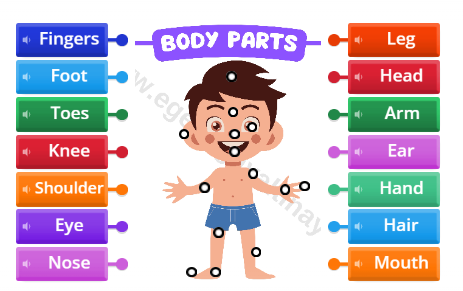 BODY PARTS
Fingers
Foot
Toes
Knee
Shoulder
Eye
Nose
Leg
Head
Arm
Ear
Hand
Hair
Mouth